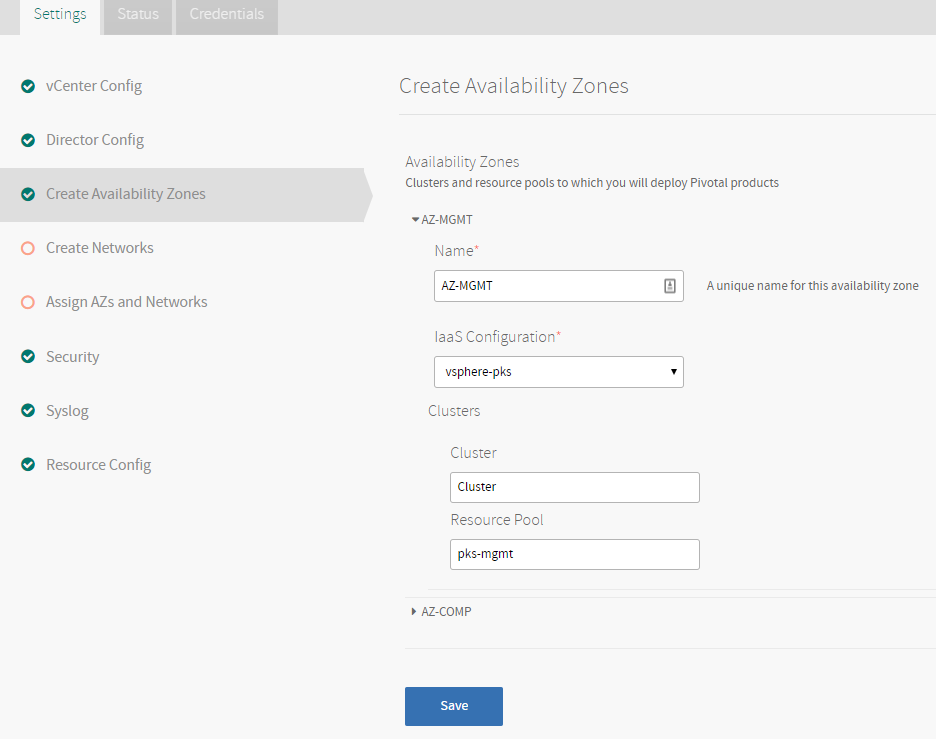 Settings
Status
Credentials
vCenter Config
Director Config
Create Availability Zones
Create Networks
Assign AZs and Networks
Security
Syslog
Resource Config
Create Availability Zones
Availability Zones
Clusters and resource pools to which you will deploy Pivotal products
AZ-MGMT
Name*
AZ-MGMT
A unique name for this availability zone
IaaS Configuration*
vsphere-pks
Clusters
Cluster
Cluster
Resource Pool
pks-mgmt
AZ-COMP
Save